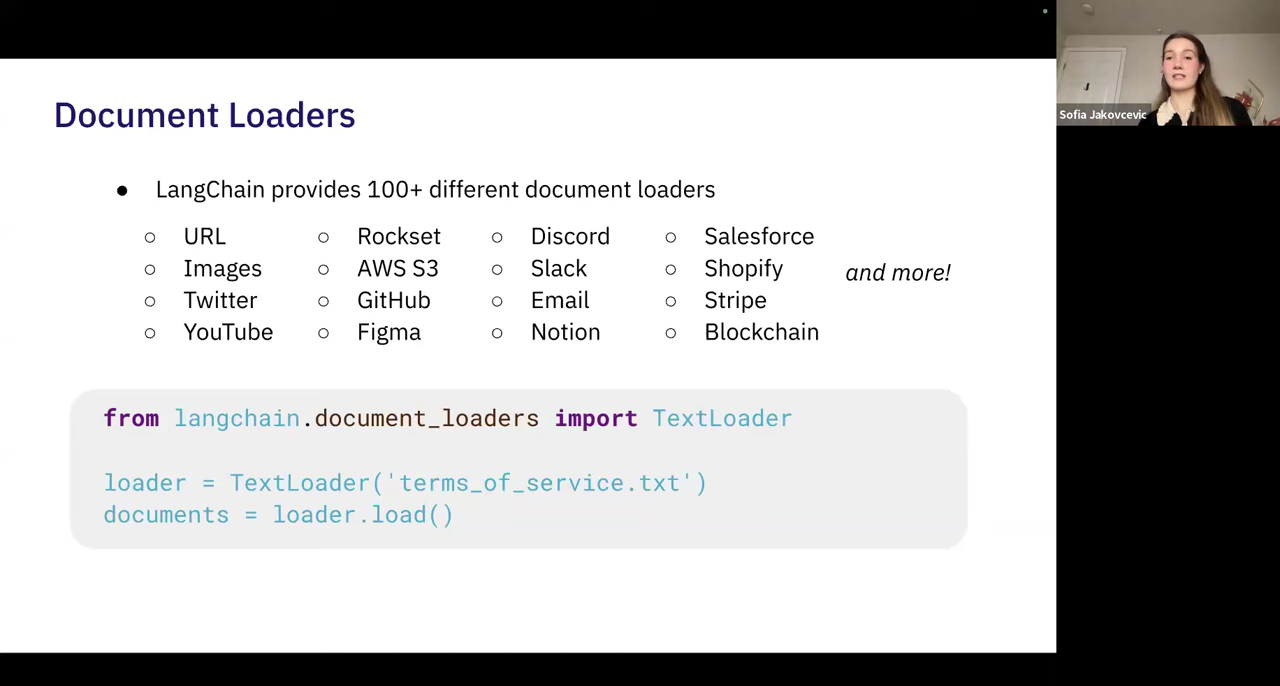 Document Loaders
● LangChain provides 100+ different document loaders
○ URL ○ Rockset ○ Discord ○ Salesforce
○ Images ○ AWS S3 ○ Slack ○ Shopify and more!
○ Twitter ○ GitHub ○ Email ○ Stripe
○ YouTube ○ Figma ○ Notion ○ Blockchain
from langchain.document_loaders import TextLoader
loader = TextLoader('terms_of_service.txt')
documents = loader.load()
Sofia Jakovcevic